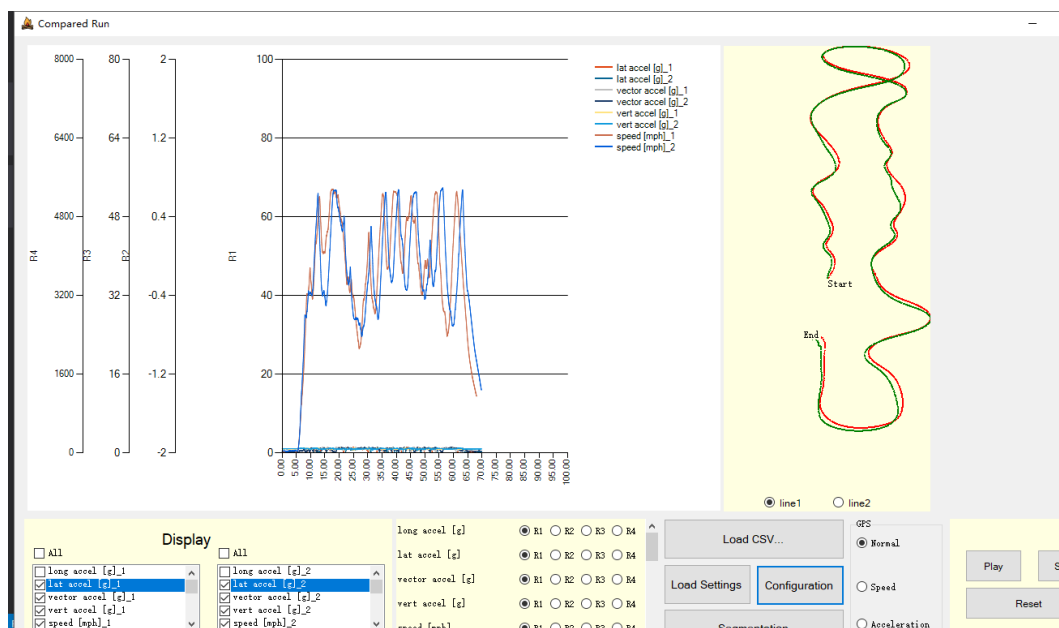 Compared Run
8000 80 2 100
6400 64 1.2 80
4800 48 0.4 60
R4 R3 R2 R1
3200 32 -0.4 40
1600 16 -1.2 20
0 0 -2 0
0.00 5.00 10.00 15.00 20.00 25.00 30.00 35.00 40.00 45.00 50.00 55.00 60.00 65.00 70.00 75.00 80.00 85.00 90.00 95.00 100.00
lat accel [g]_1
lat accel [g]_2
vector accel [g]_1
vector accel [g]_2
vert accel [g]_1
vert accel [g]_2
speed [mph]_1
speed [mph]_2
Start
End
line1 line2
Display
All All
long accel [g]_1
lat accel [g]_1
vector accel [g]_1
vert accel [g]_1
speed [mph]_1
long accel [g]_2
lat accel [g]_2
vector accel [g]_2
vert accel [g]_2
speed [mph]_2
long accel [g] R1 R2 R3 R4
lat accel [g] R1 R2 R3 R4
vector accel [g] R1 R2 R3 R4
vert accel [g] R1 R2 R3 R4
speed [mph] R1 R2 R3 R4
Load CSV...
Load Settings Configuration
Segmentation
GPS
Normal
Speed
Acceleration
Play S
Reset